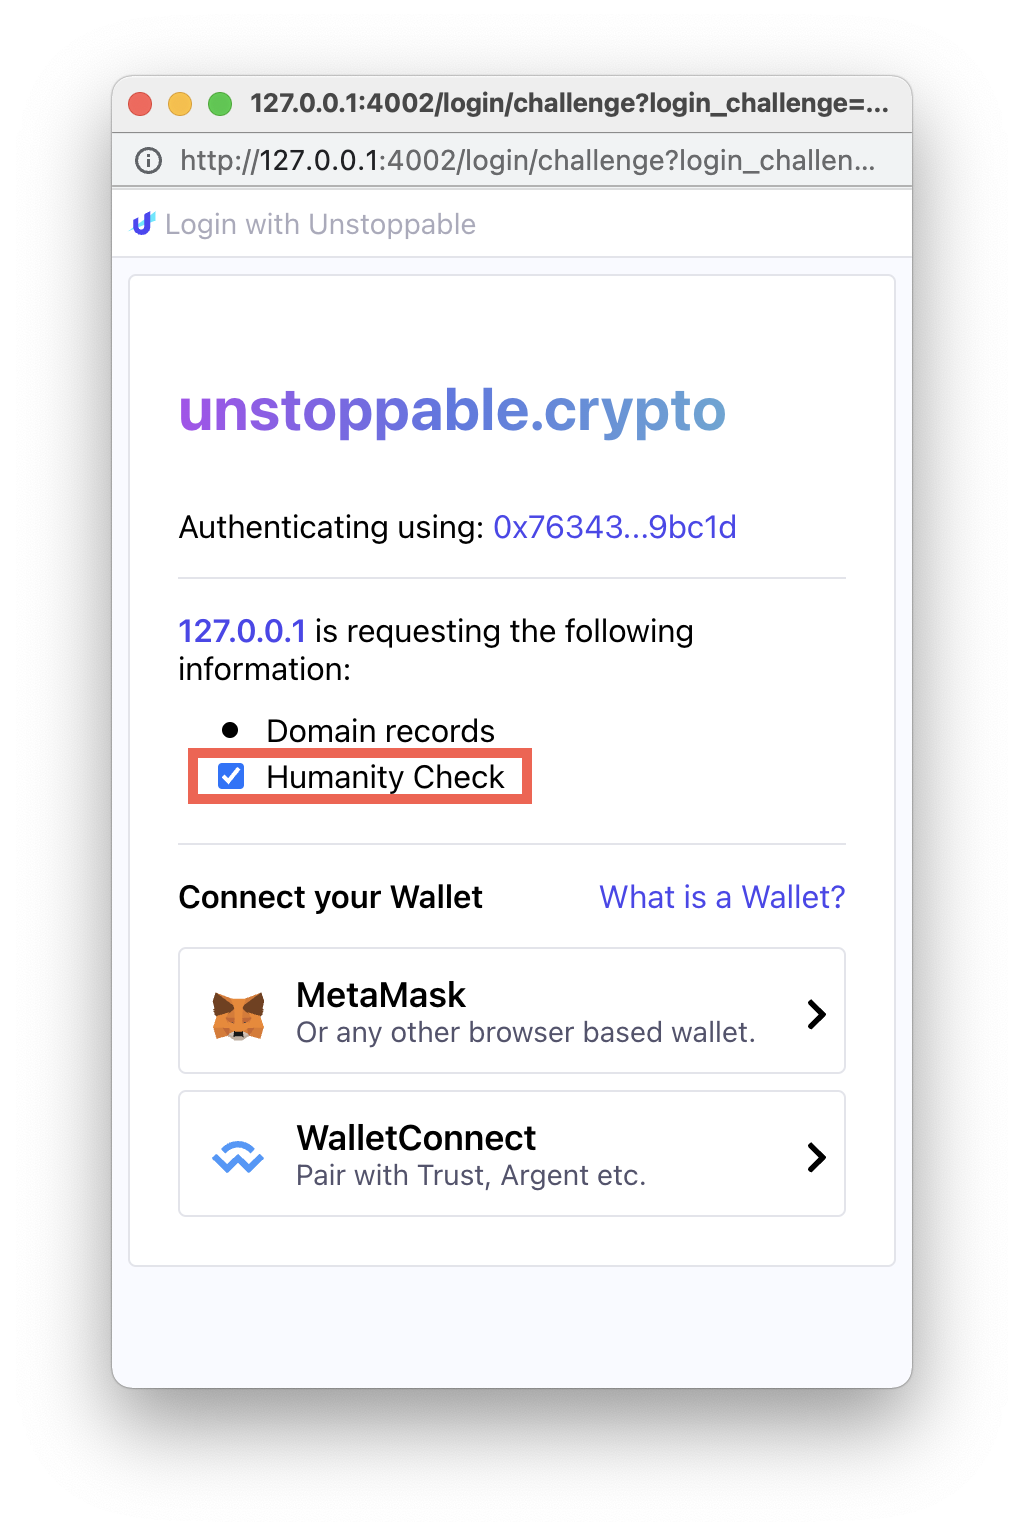 127.0.0.1:4002/login/challenge?login_challenge=...
http://127.0.0.1:4002/login/challenge?login_challen...
Login with Unstoppable
unstoppable.crypto
Authenticating using: 0x76343...9bc1d
127.0.0.1 is requesting the following
information:
Domain records
Humanity Check
Connect your Wallet What is a Wallet?
MetaMask
Or any other browser based wallet.
WalletConnect
Pair with Trust, Argent etc.